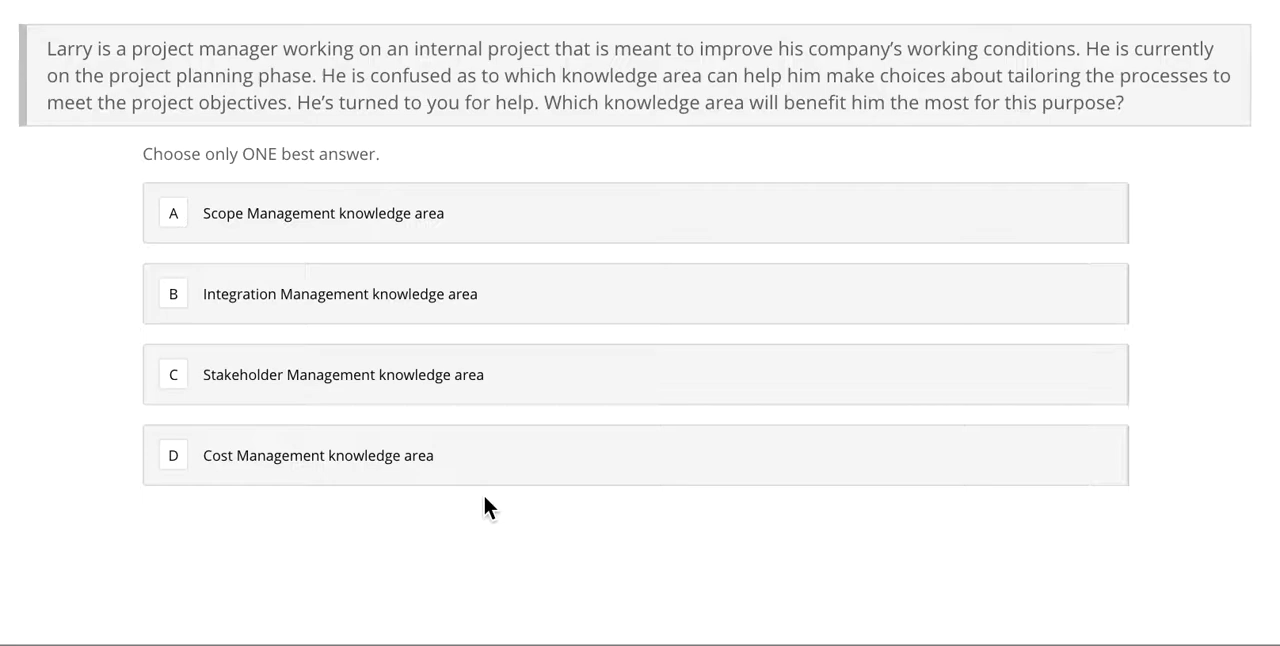 Larry is a project manager working on an internal project that is meant to improve his company’s working conditions. He is currently
on the project planning phase. He is confused as to which knowledge area can help him make choices about tailoring the processes to
meet the project objectives. He’s turned to you for help. Which knowledge area will benefit him the most for this purpose?
Choose only ONE best answer.
A Scope Management knowledge area
B Integration Management knowledge area
C Stakeholder Management knowledge area
D Cost Management knowledge area